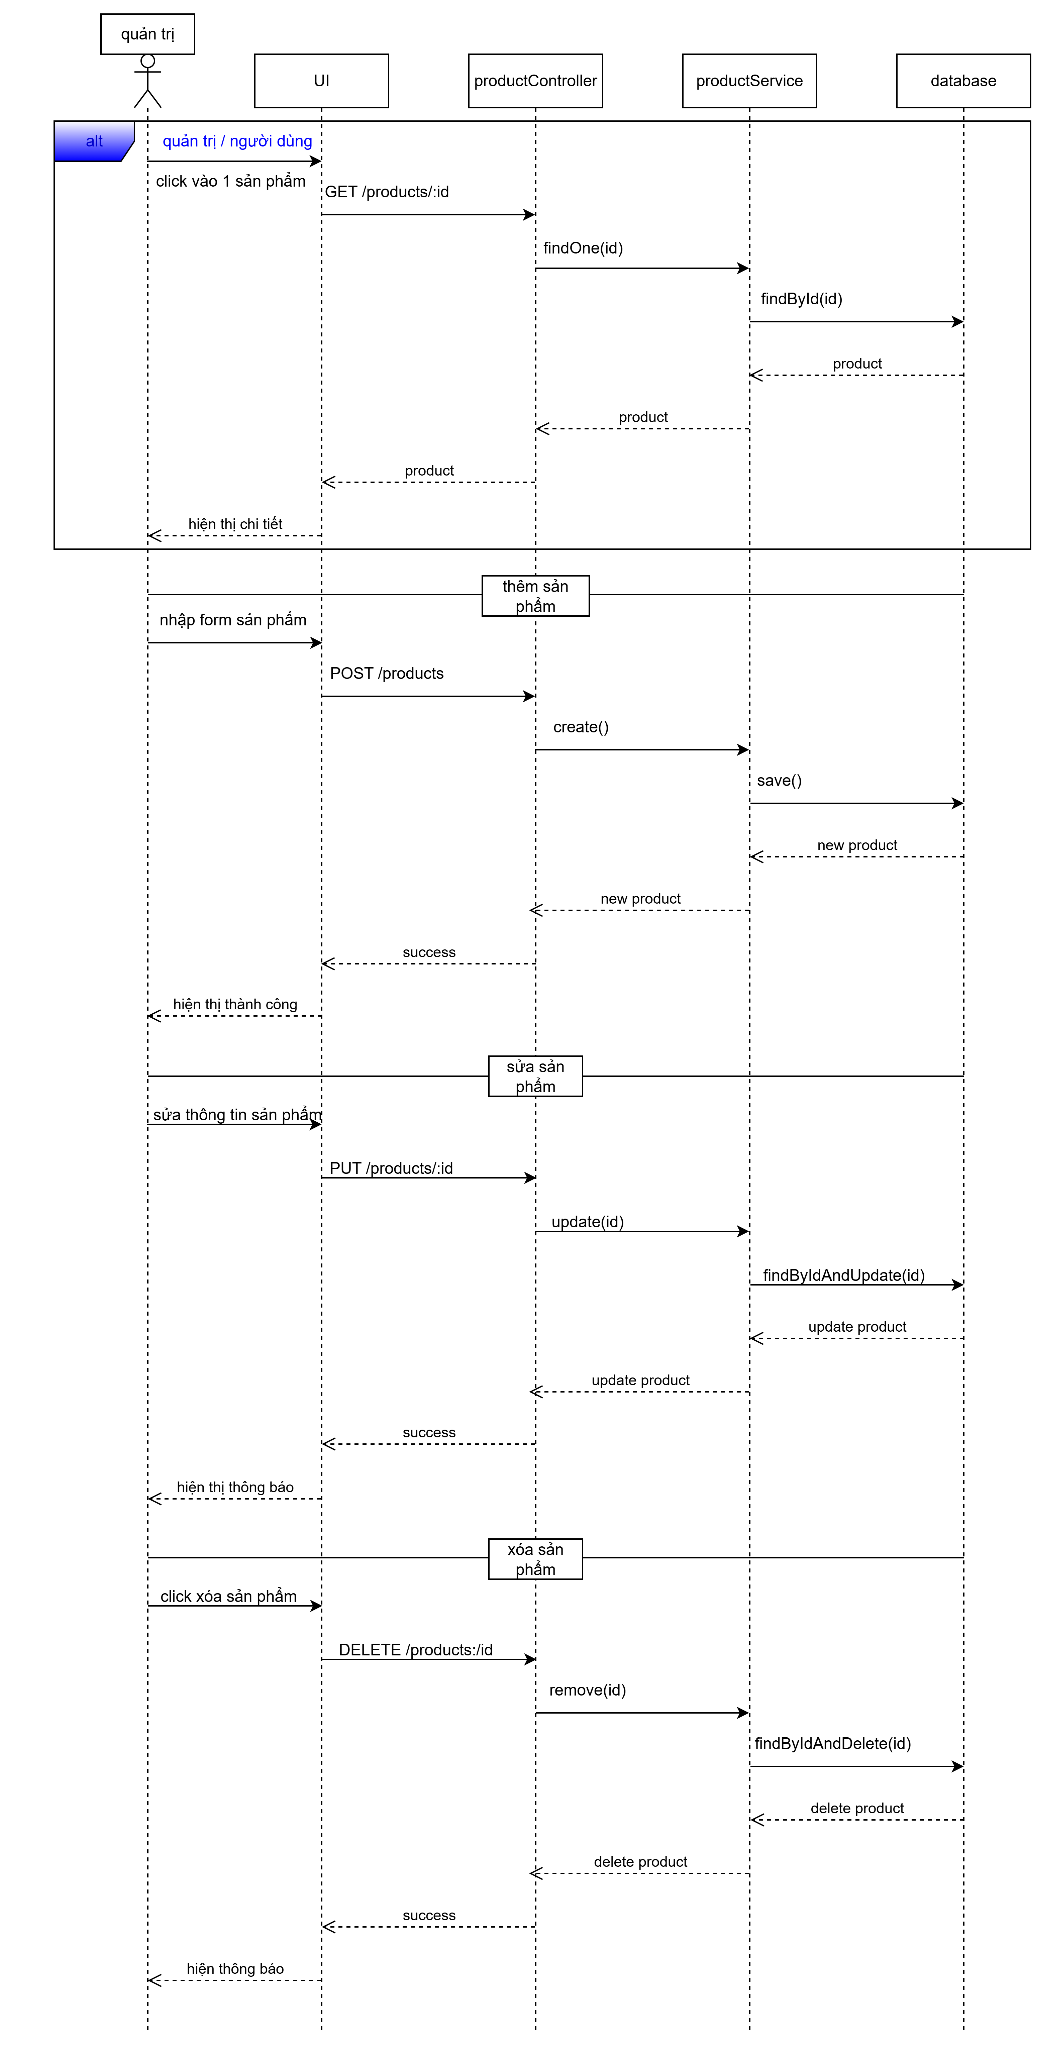 quản trị
UI
productController
productService
database
alt
quản trị / người dùng
click vào 1 sản phẩm
GET /products/:id
findOne(id)
findById(id)
product
product
product
hiện thị chi tiết
thêm sản
phẩm
nhập form sản phẩm
POST /products
create()
save()
new product
new product
success
hiện thị thành công
sửa sản
phẩm
sửa thông tin sản phẩm
PUT /products/:id
update(id)
findByIdAndUpdate(id)
update product
update product
success
hiện thị thông báo
xóa sản
phẩm
click xóa sản phẩm
DELETE /products:/id
remove(id)
findByIdAndDelete(id)
delete product
delete product
success
hiện thông báo